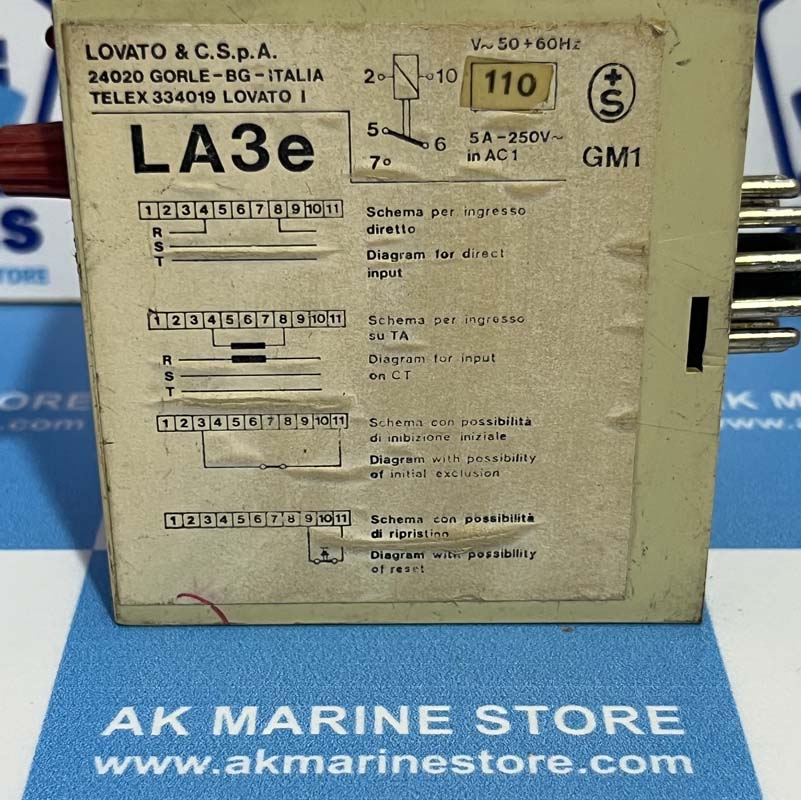 LOVATO & C.S.p.A.
24020 GORLE-BG-ITALIA
TELEX 334019 LOVATO I
LA3e
V~ 50+60Hz
2 10
110
5 6
7
5A-250V~
in AC1
+S
GM1
1 2 3 4 5 6 7 8 9 10 11
R
S
T
Schema per ingresso
diretto
Diagram for direct
input
1 2 3 4 5 6 7 8 9 10 11
R
S
T
Schema per ingresso
su TA
Diagram for input
on CT
1 2 3 4 5 6 7 8 9 10 11
Schema con possibilità
di inibizione iniziale
Diagram with possibility
of initial exclusion
1 2 3 4 5 6 7 8 9 10 11
Schema con possibilità
di ripristino
Diagram with possibility
of reset
S
STORE
STORE
AK M
AK MARINE STORE
www.akmarinestore.com